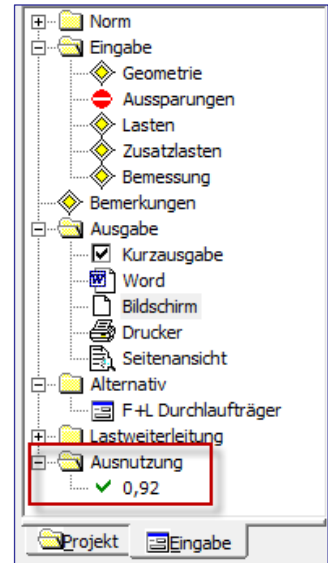 Norm
Eingabe
Geometrie
Aussparungen
Lasten
Zusatzlasten
Bemessung
Bemerkungen
Ausgabe
Kurzausgabe
Word
Bildschirm
Drucker
Seitenansicht
Alternativ
F+L Durchlaufträger
Lastweiterleitung
Ausnutzung
0,92
Projekt Eingabe